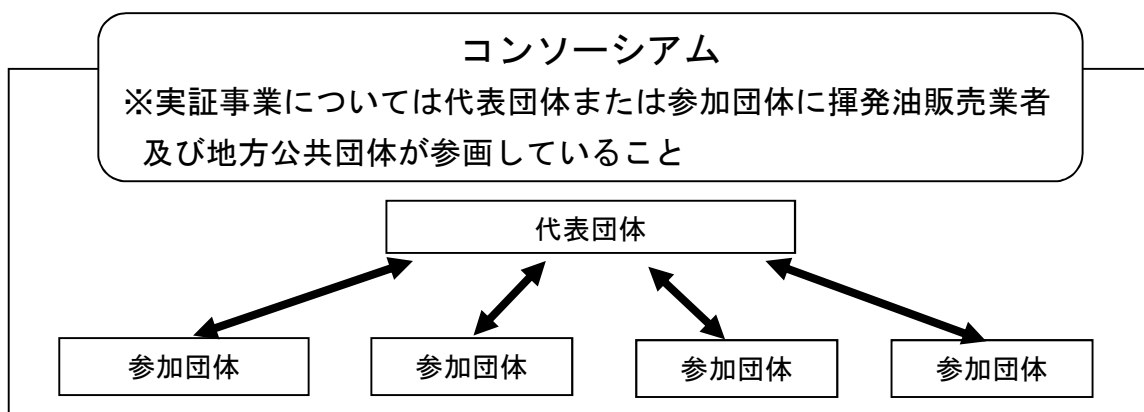 コンソーシアム
※実証事業については代表団体または参加団体に揮発油販売業者
及び地方公共団体が参画していること
代表団体
参加団体 参加団体 参加団体 参加団体